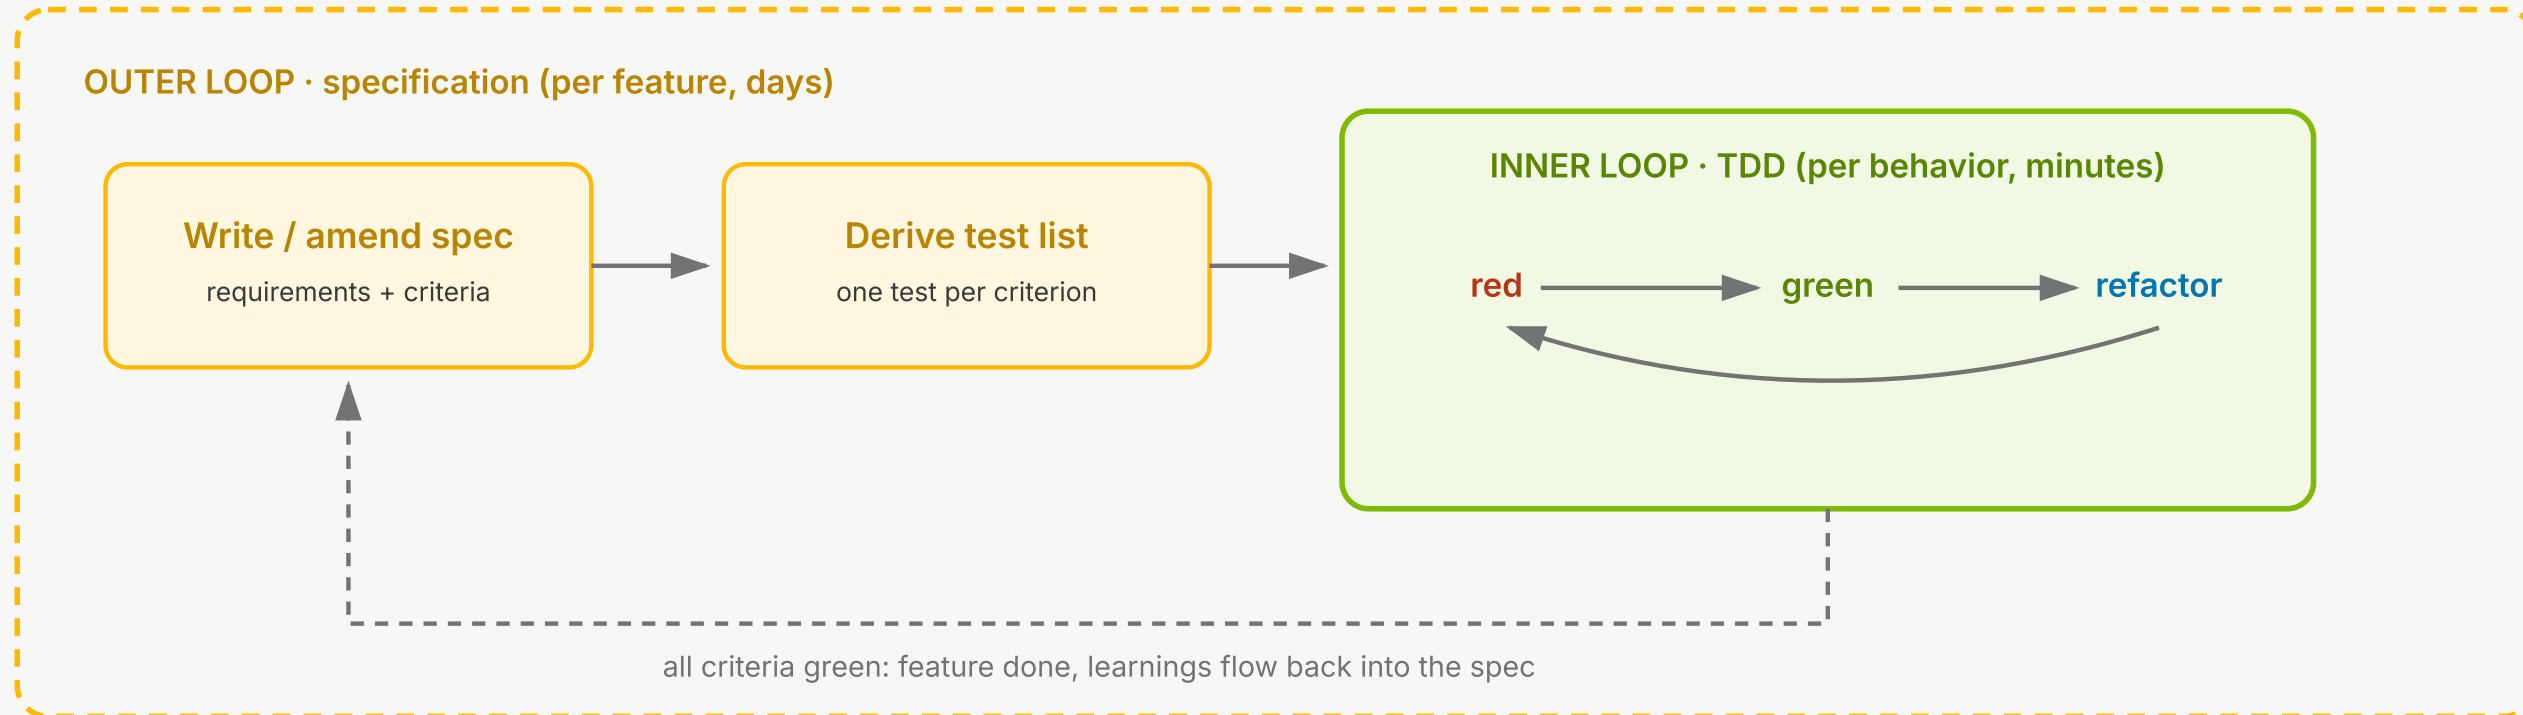 OUTER LOOP · specification (per feature, days)
INNER LOOP · TDD (per behavior, minutes)
Write / amend spec
requirements + criteria
Derive test list
one test per criterion
red
green
refactor
all criteria green: feature done, learnings flow back into the spec